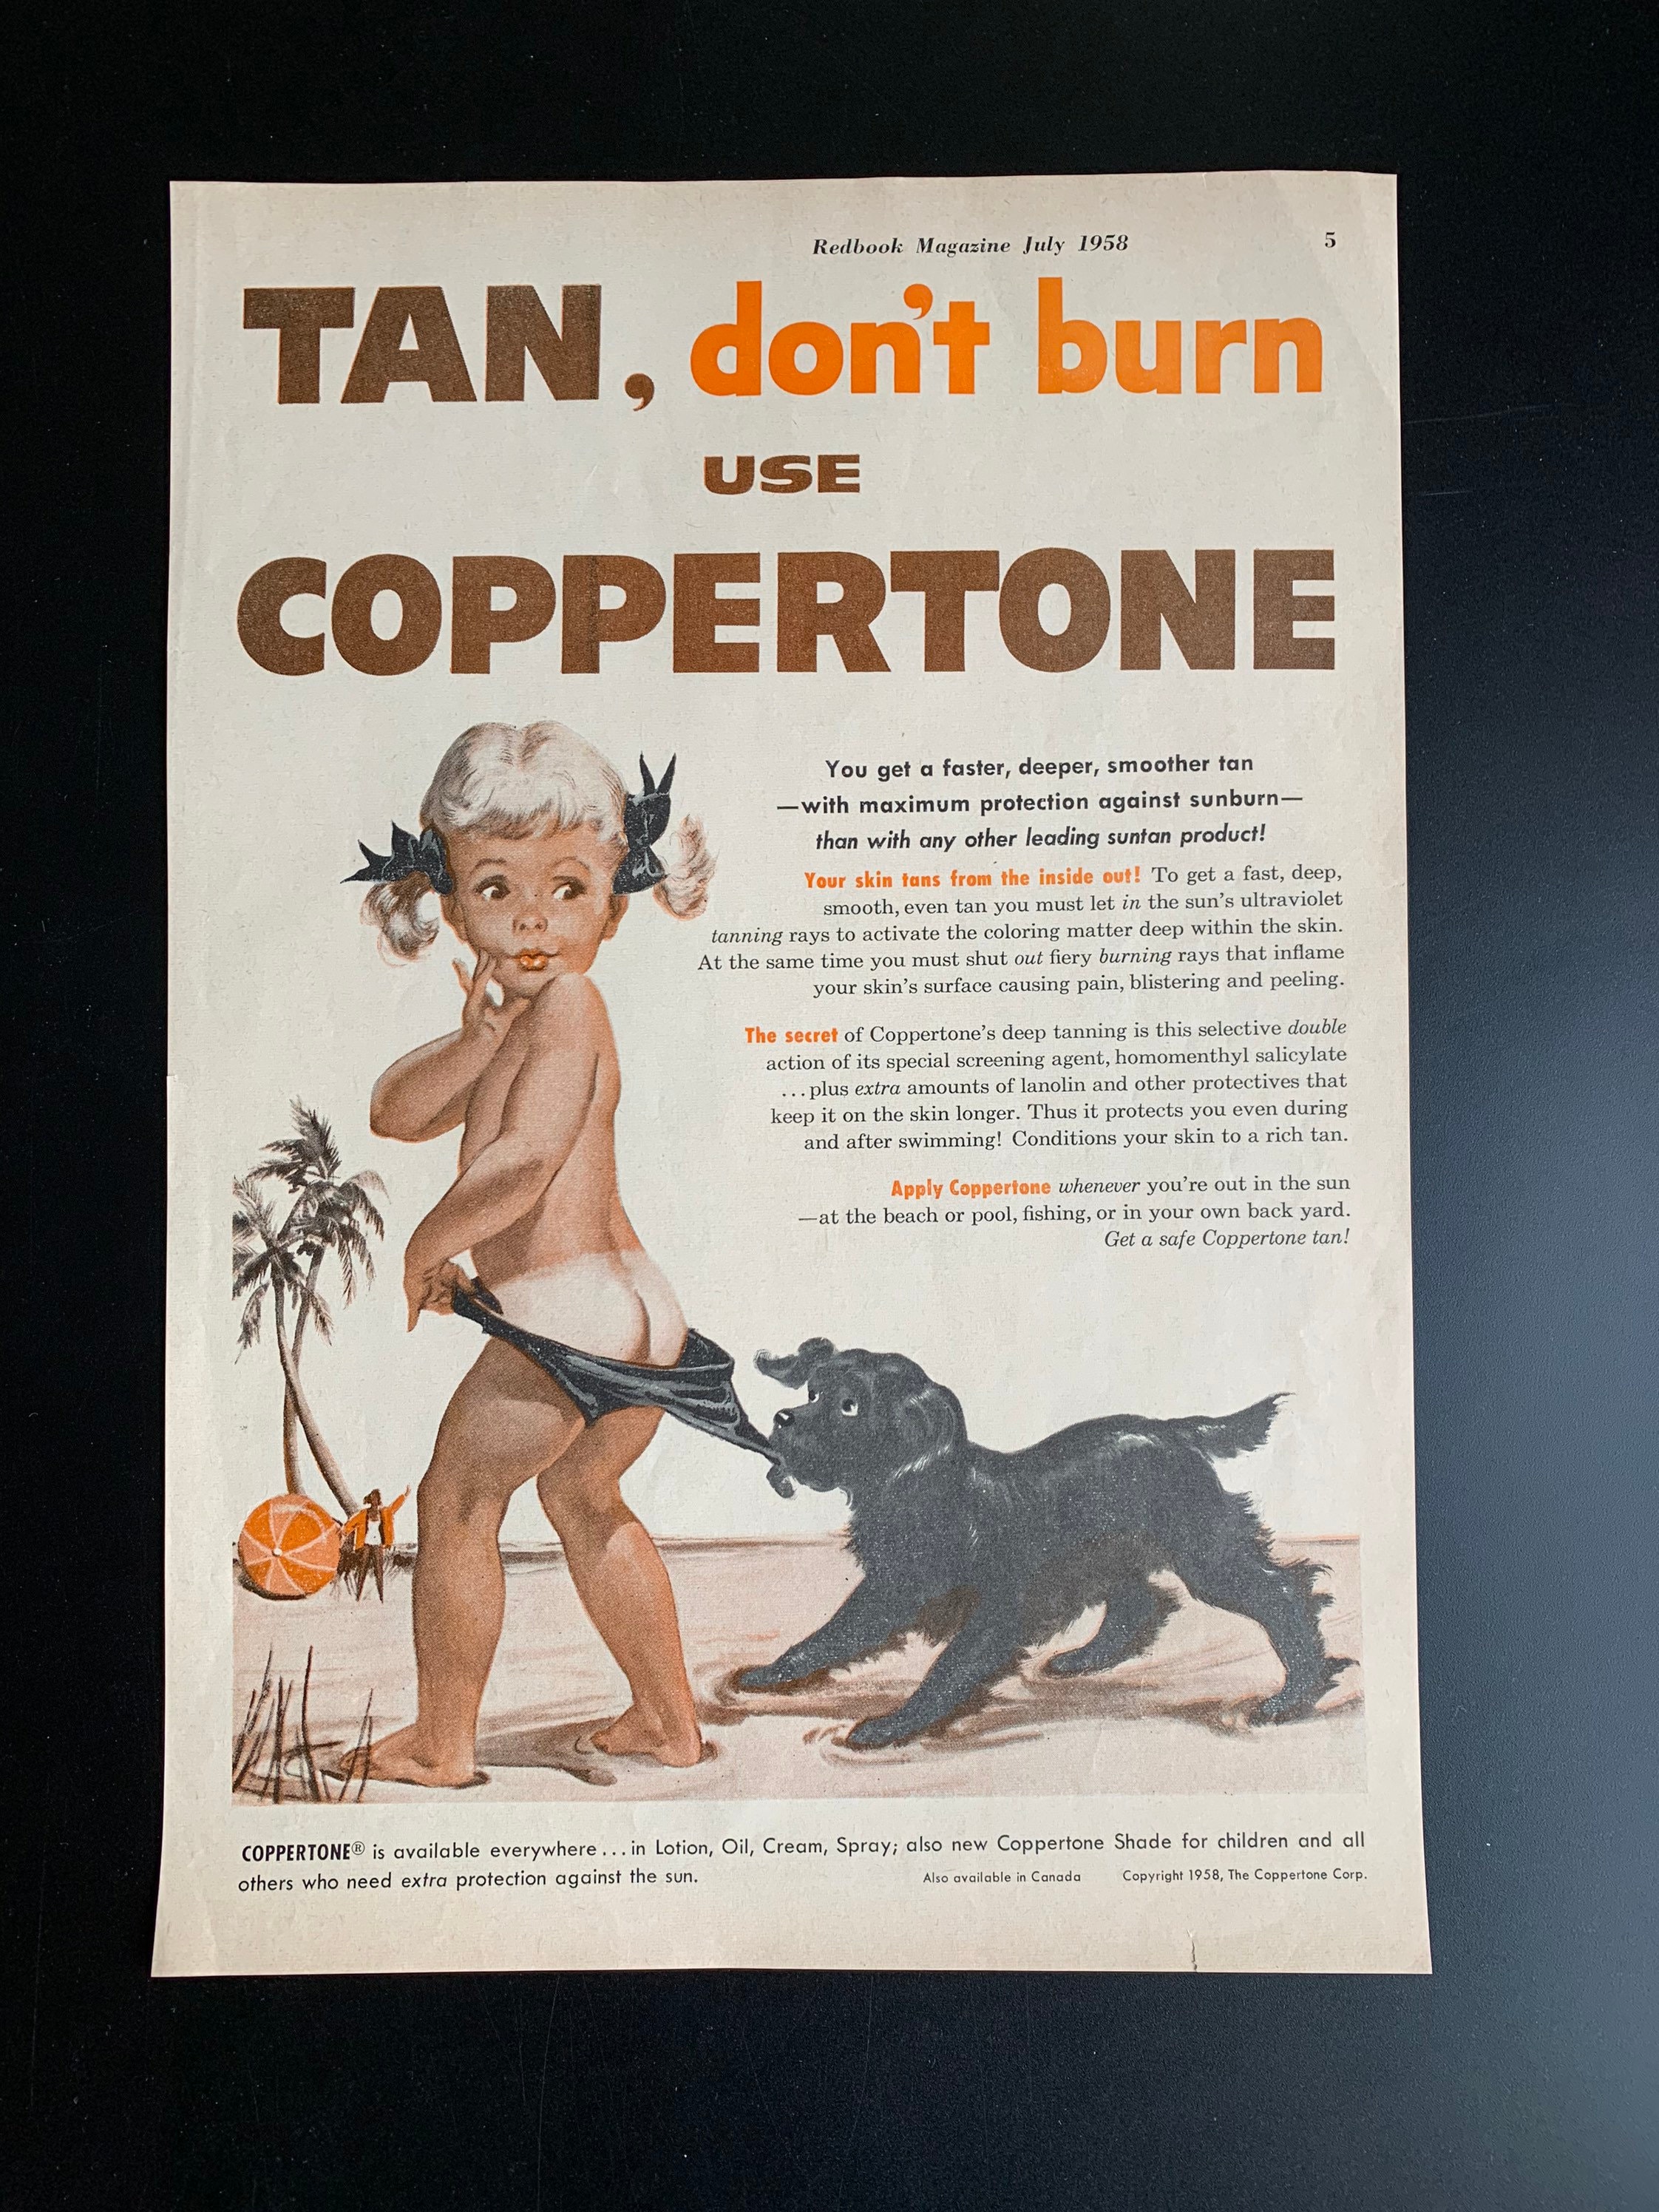 Redbook Magazine July 1958 5
TAN, don't burn
USE
COPPERTONE
You get a faster, deeper, smoother tan
—with maximum protection against sunburn—
than with any other leading suntan product!
Your skin tans from the inside out! To get a fast, deep,
smooth, even tan you must let in the sun's ultraviolet
tanning rays to activate the coloring matter deep within the skin.
At the same time you must shut out fiery burning rays that inflame
your skin's surface causing pain, blistering and peeling.
The secret of Coppertone's deep tanning is this selective double
action of its special screening agent, homomenthyl salicylate
...plus extra amounts of lanolin and other protectives that
keep it on the skin longer. Thus it protects you even during
and after swimming! Conditions your skin to a rich tan.
Apply Coppertone whenever you're out in the sun
—at the beach or pool, fishing, or in your own back yard.
Get a safe Coppertone tan!
COPPERTONE® is available everywhere...in Lotion, Oil, Cream, Spray; also new Coppertone Shade for children and all
others who need extra protection against the sun. Also available in Canada Copyright 1958, The Coppertone Corp.